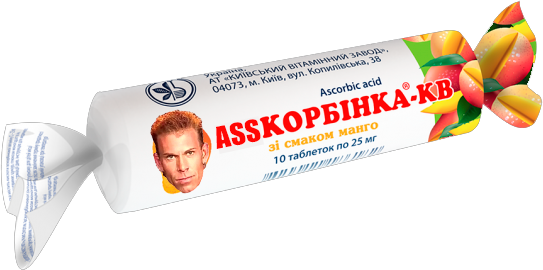 Україна,
АТ «КИЇВСЬКИЙ ВІТАМІННИЙ ЗАВОД»,
04073, м. Київ, вул. Копилівська, 38
Ascorbic acid
ASSКОРБІНКА-КВ®
зі смаком манго
10 таблеток по 25 мг